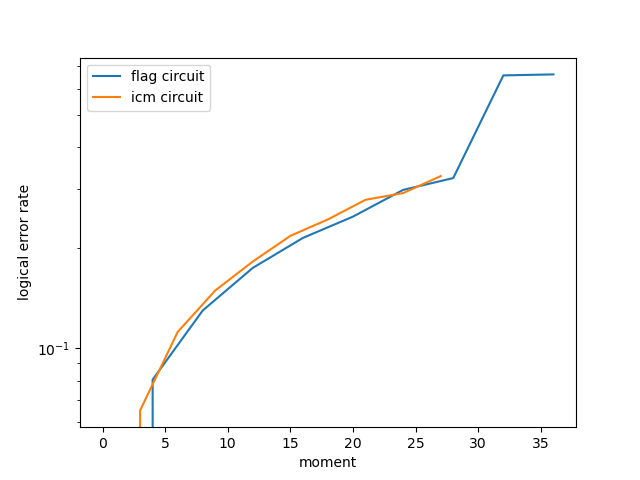 flag circuit
icm circuit
logical error rate
10⁻¹
0 5 10 15 20 25 30 35
moment